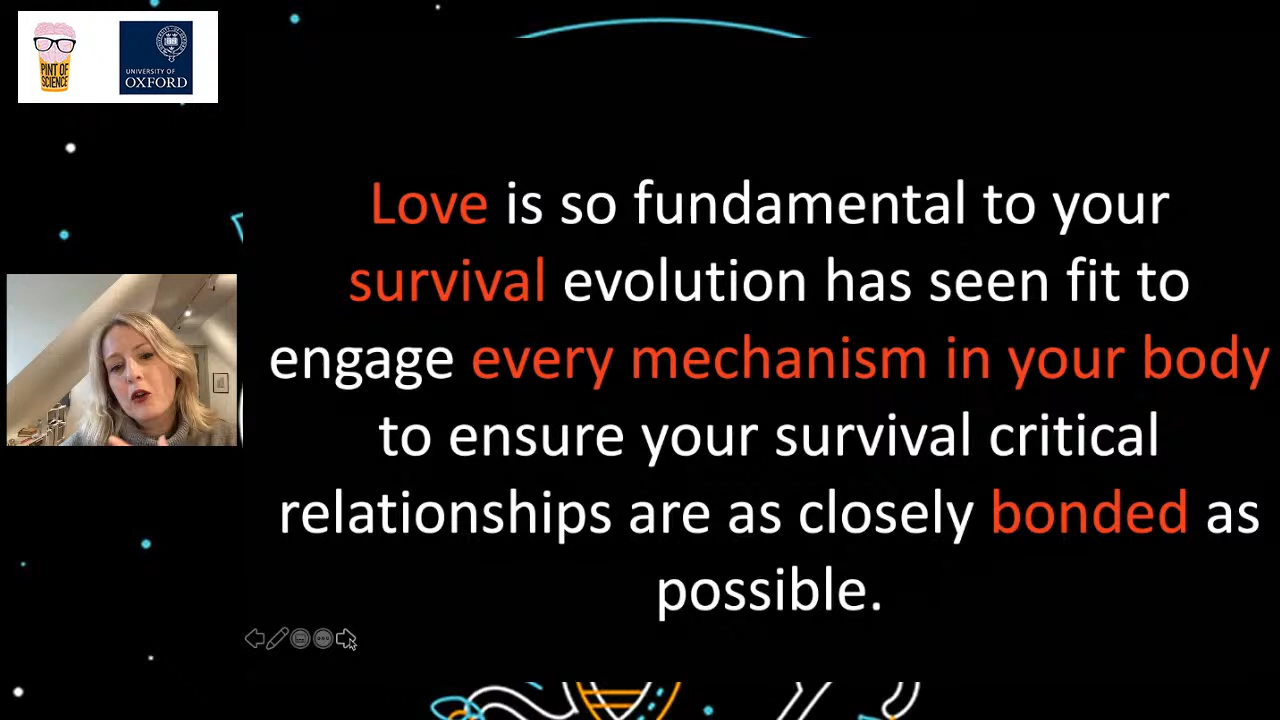 PINT OF
SCIENCE
UNIVERSITY OF
OXFORD
Love is so fundamental to your
survival evolution has seen fit to
engage every mechanism in your body
to ensure your survival critical
relationships are as closely bonded as
possible.